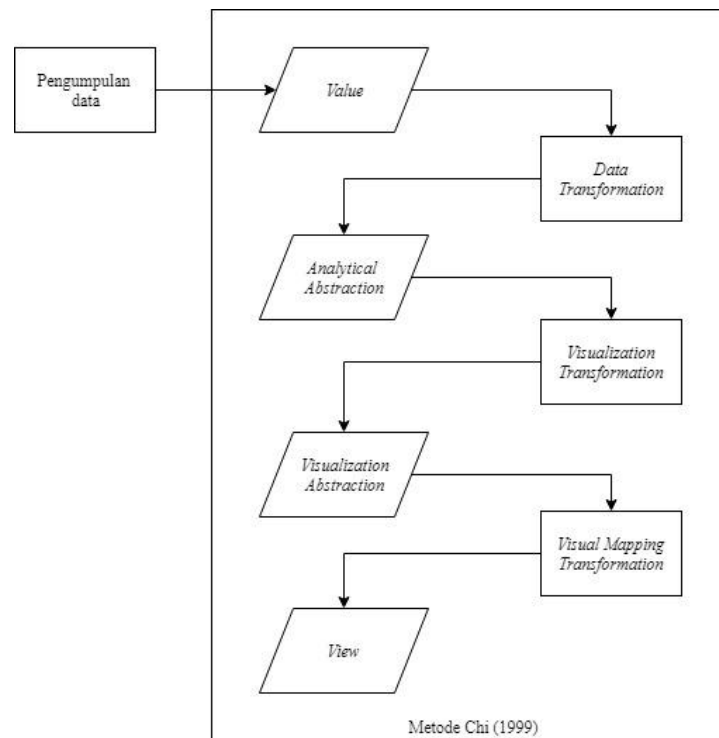 Pengumpulan
data
Value
Data
Transformation
Analytical
Abstraction
Visualization
Transformation
Visualization
Abstraction
Visual Mapping
Transformation
View
Metode Chi (1999)